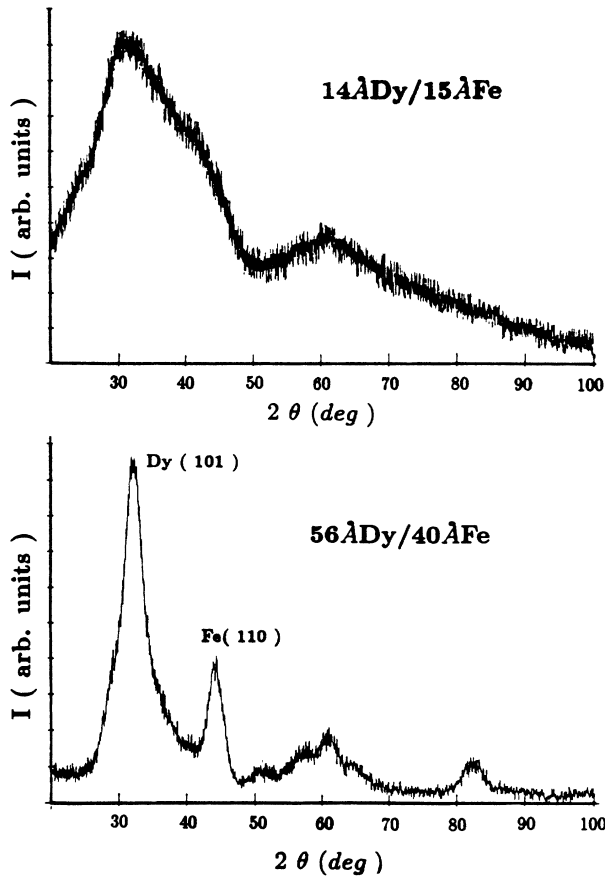 14ÅDy/15ÅFe
I ( arb. units )
30 40 50 60 70 80 90 100
2 θ (deg )
Dy ( 101 )
56ÅDy/40ÅFe
Fe( 110 )
I ( arb. units )
30 40 50 60 70 80 90 100
2 θ (deg )